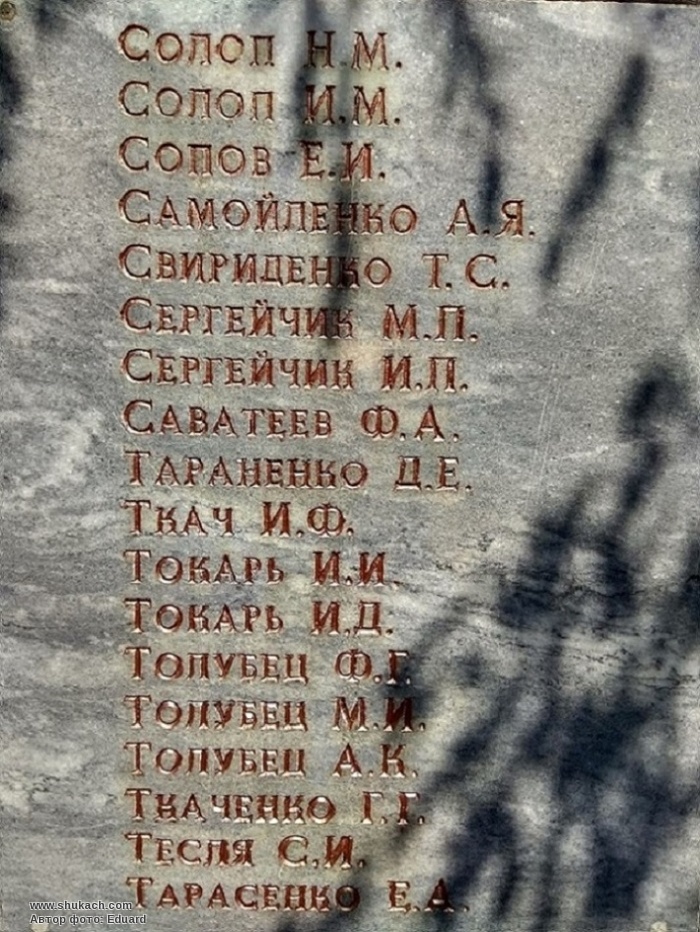 Солоп Н.М.
Солоп И.М.
Сопов Е.И.
Самойленко А.Я.
Свириденко Т.С.
Сергейчик М.П.
Сергейчик И.П.
Саватеев Ф.А.
Тараненко Д.Е.
Ткач И.Ф.
Токарь И.И.
Токарь И.Д.
Толубец Ф.Г.
Толубец М.И.
Толубец А.К.
Ткаченко Г.Г.
Тесля С.И.
Тарасенко Е.А.
www.shukach.com
Автор фото: Eduard